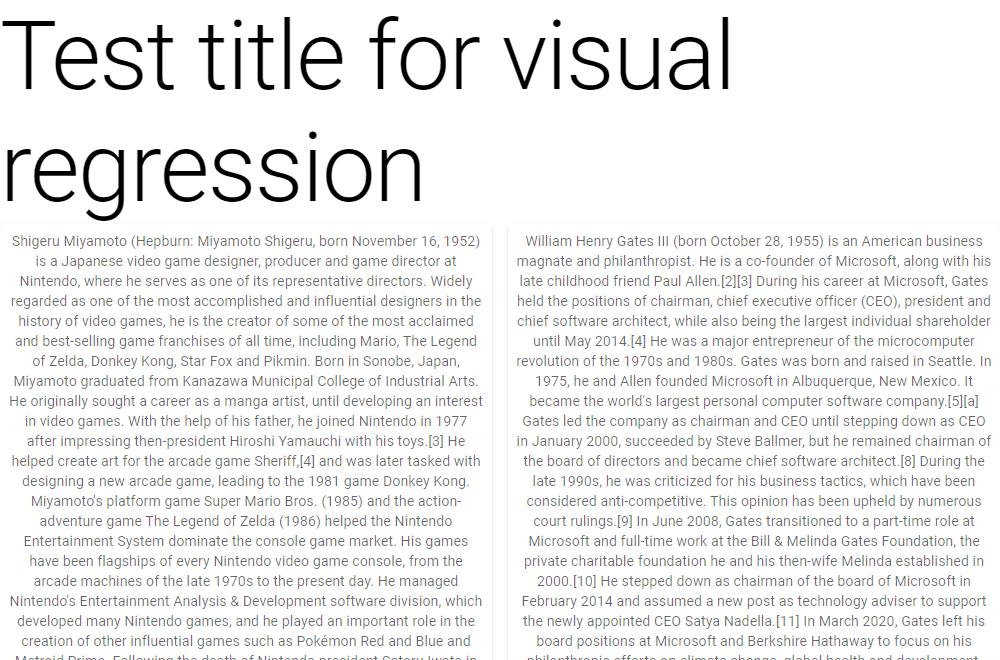 Test title for visual
regression
Shigeru Miyamoto (Hepburn: Miyamoto Shigeru, born November 16, 1952)
is a Japanese video game designer, producer and game director at
Nintendo, where he serves as one of its representative directors. Widely
regarded as one of the most accomplished and influential designers in the
history of video games, he is the creator of some of the most acclaimed
and best-selling game franchises of all time, including Mario, The Legend
of Zelda, Donkey Kong, Star Fox and Pikmin. Born in Sonobe, Japan,
Miyamoto graduated from Kanazawa Municipal College of Industrial Arts.
He originally sought a career as a manga artist, until developing an interest
in video games. With the help of his father, he joined Nintendo in 1977
after impressing then-president Hiroshi Yamauchi with his toys.[3] He
helped create art for the arcade game Sheriff,[4] and was later tasked with
designing a new arcade game, leading to the 1981 game Donkey Kong.
Miyamoto's platform game Super Mario Bros. (1985) and the action-
adventure game The Legend of Zelda (1986) helped the Nintendo
Entertainment System dominate the console game market. His games
have been flagships of every Nintendo video game console, from the
arcade machines of the late 1970s to the present day. He managed
Nintendo's Entertainment Analysis & Development software division, which
developed many Nintendo games, and he played an important role in the
creation of other influential games such as Pokémon Red and Blue and
Metroid Prime. Following the death of Nintendo president Satoru Iwata in
William Henry Gates III (born October 28, 1955) is an American business
magnate and philanthropist. He is a co-founder of Microsoft, along with his
late childhood friend Paul Allen.[2][3] During his career at Microsoft, Gates
held the positions of chairman, chief executive officer (CEO), president and
chief software architect, while also being the largest individual shareholder
until May 2014.[4] He was a major entrepreneur of the microcomputer
revolution of the 1970s and 1980s. Gates was born and raised in Seattle. In
1975, he and Allen founded Microsoft in Albuquerque, New Mexico. It
became the world's largest personal computer software company.[5][a]
Gates led the company as chairman and CEO until stepping down as CEO
in January 2000, succeeded by Steve Ballmer, but he remained chairman of
the board of directors and became chief software architect.[8] During the
late 1990s, he was criticized for his business tactics, which have been
considered anti-competitive. This opinion has been upheld by numerous
court rulings.[9] In June 2008, Gates transitioned to a part-time role at
Microsoft and full-time work at the Bill & Melinda Gates Foundation, the
private charitable foundation he and his then-wife Melinda established in
2000.[10] He stepped down as chairman of the board of Microsoft in
February 2014 and assumed a new post as technology adviser to support
the newly appointed CEO Satya Nadella.[11] In March 2020, Gates left his
board positions at Microsoft and Berkshire Hathaway to focus on his
philanthropic efforts on climate change, global health and development,